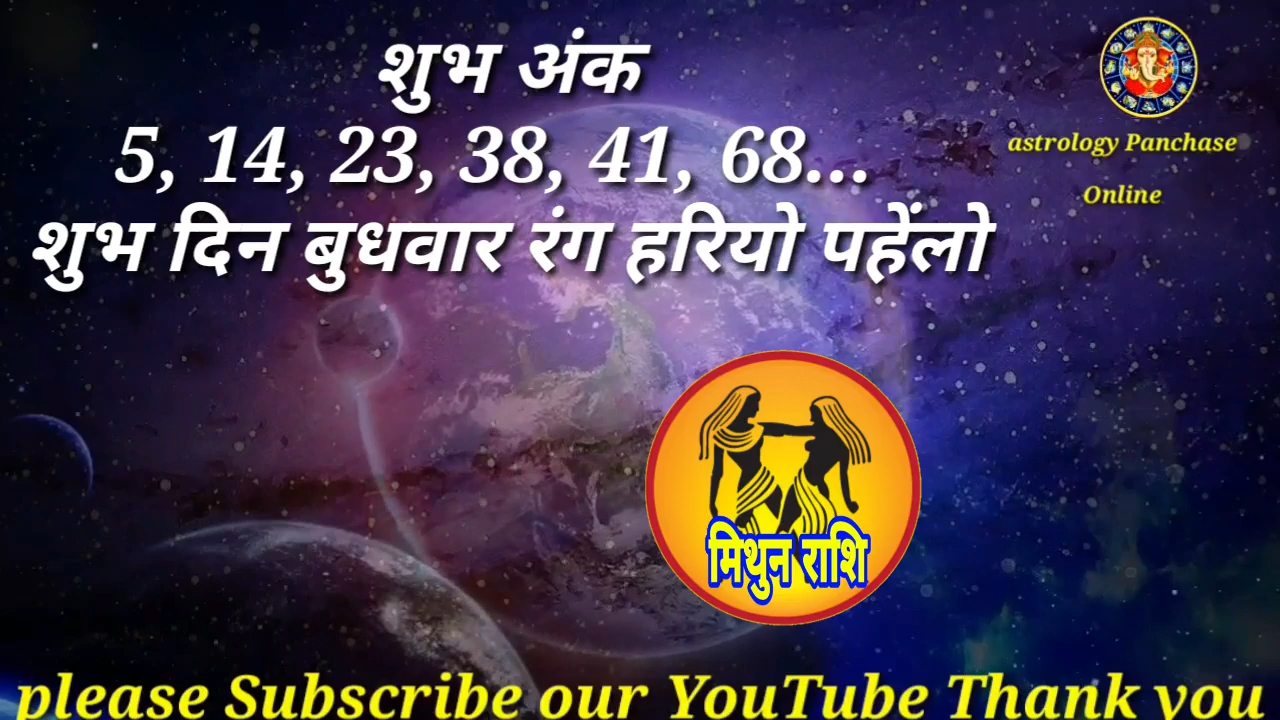 शुभ अंक
5, 14, 23, 38, 41, 68...
शुभ दिन बुधवार रंग हरियो पहेंलो
astrology Panchase
Online
मिथुन राशि
please Subscribe our YouTube Thank you